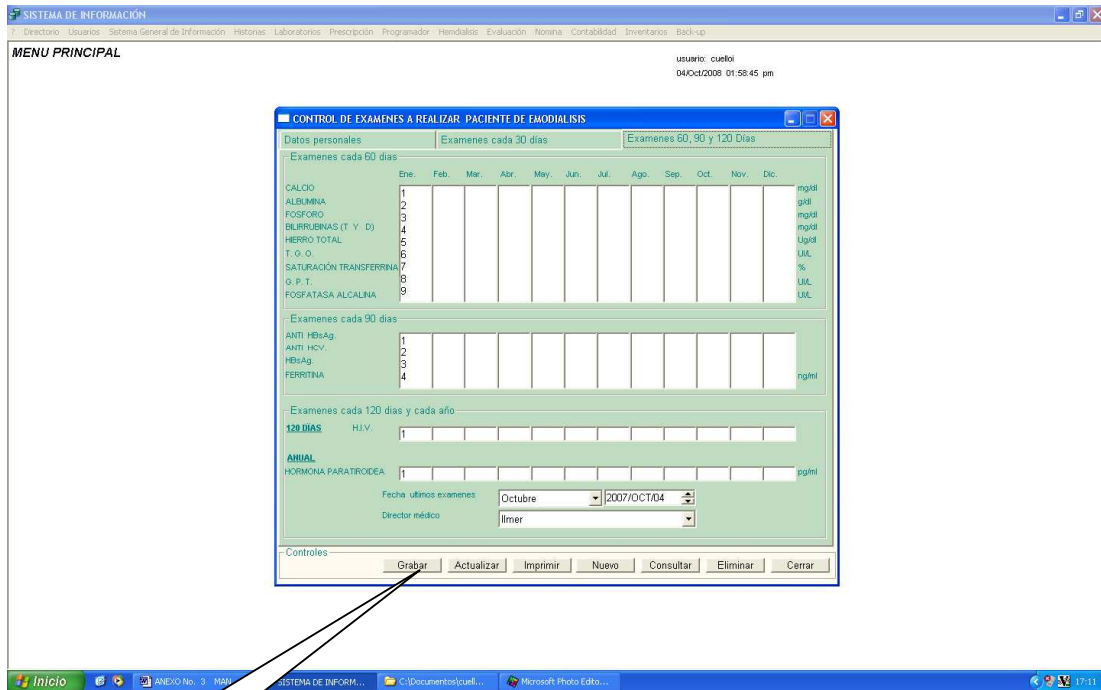 SISTEMA DE INFORMACIÓN
? Directorio Usuarios Sistema General de Información Historias Laboratorios Prescripción Programador Hemdialisis Evaluación Nomina Contabilidad Inventarios Back-up
MENU PRINCIPAL
usuario: cuelloi
04/Oct/2008 01:58:45 pm
CONTROL DE EXAMENES A REALIZAR PACIENTE DE EMODIALISIS
Datos personales Examenes cada 30 días Examenes 60, 90 y 120 Días
Examenes cada 60 dias
Ene. Feb. Mar. Abr. May. Jun. Jul. Ago. Sep. Oct. Nov. Dic.
CALCIO 1 mg/dl
ALBUMINA 2 g/dl
FOSFORO 3 mg/dl
BILIRRUBINAS (T Y D) 4 mg/dl
HIERRO TOTAL 5 Ug/dl
T. G. O. 6 UI/L
SATURACIÓN TRANSFERRINA 7 %
G. P. T. 8 UI/L
FOSFATASA ALCALINA 9 UI/L
Examenes cada 90 dias
ANTI HBsAg. 1
ANTI HCV. 2
HBsAg. 3
FERRITINA 4 ng/ml
Examenes cada 120 dias y cada año
120 DÍAS H.I.V. 1
ANUAL
HORMONA PARATIROIDEA 1 pg/ml
Fecha ultimos examenes Octubre 2007/OCT/04
Director médico Ilmer
Controles
Grabar Actualizar Imprimir Nuevo Consultar Eliminar Cerrar
Inicio ANEXO No. 3 MAN SISTEMA DE INFORM... C:\Documentos\cuell... Microsoft Photo Edito... 17:11